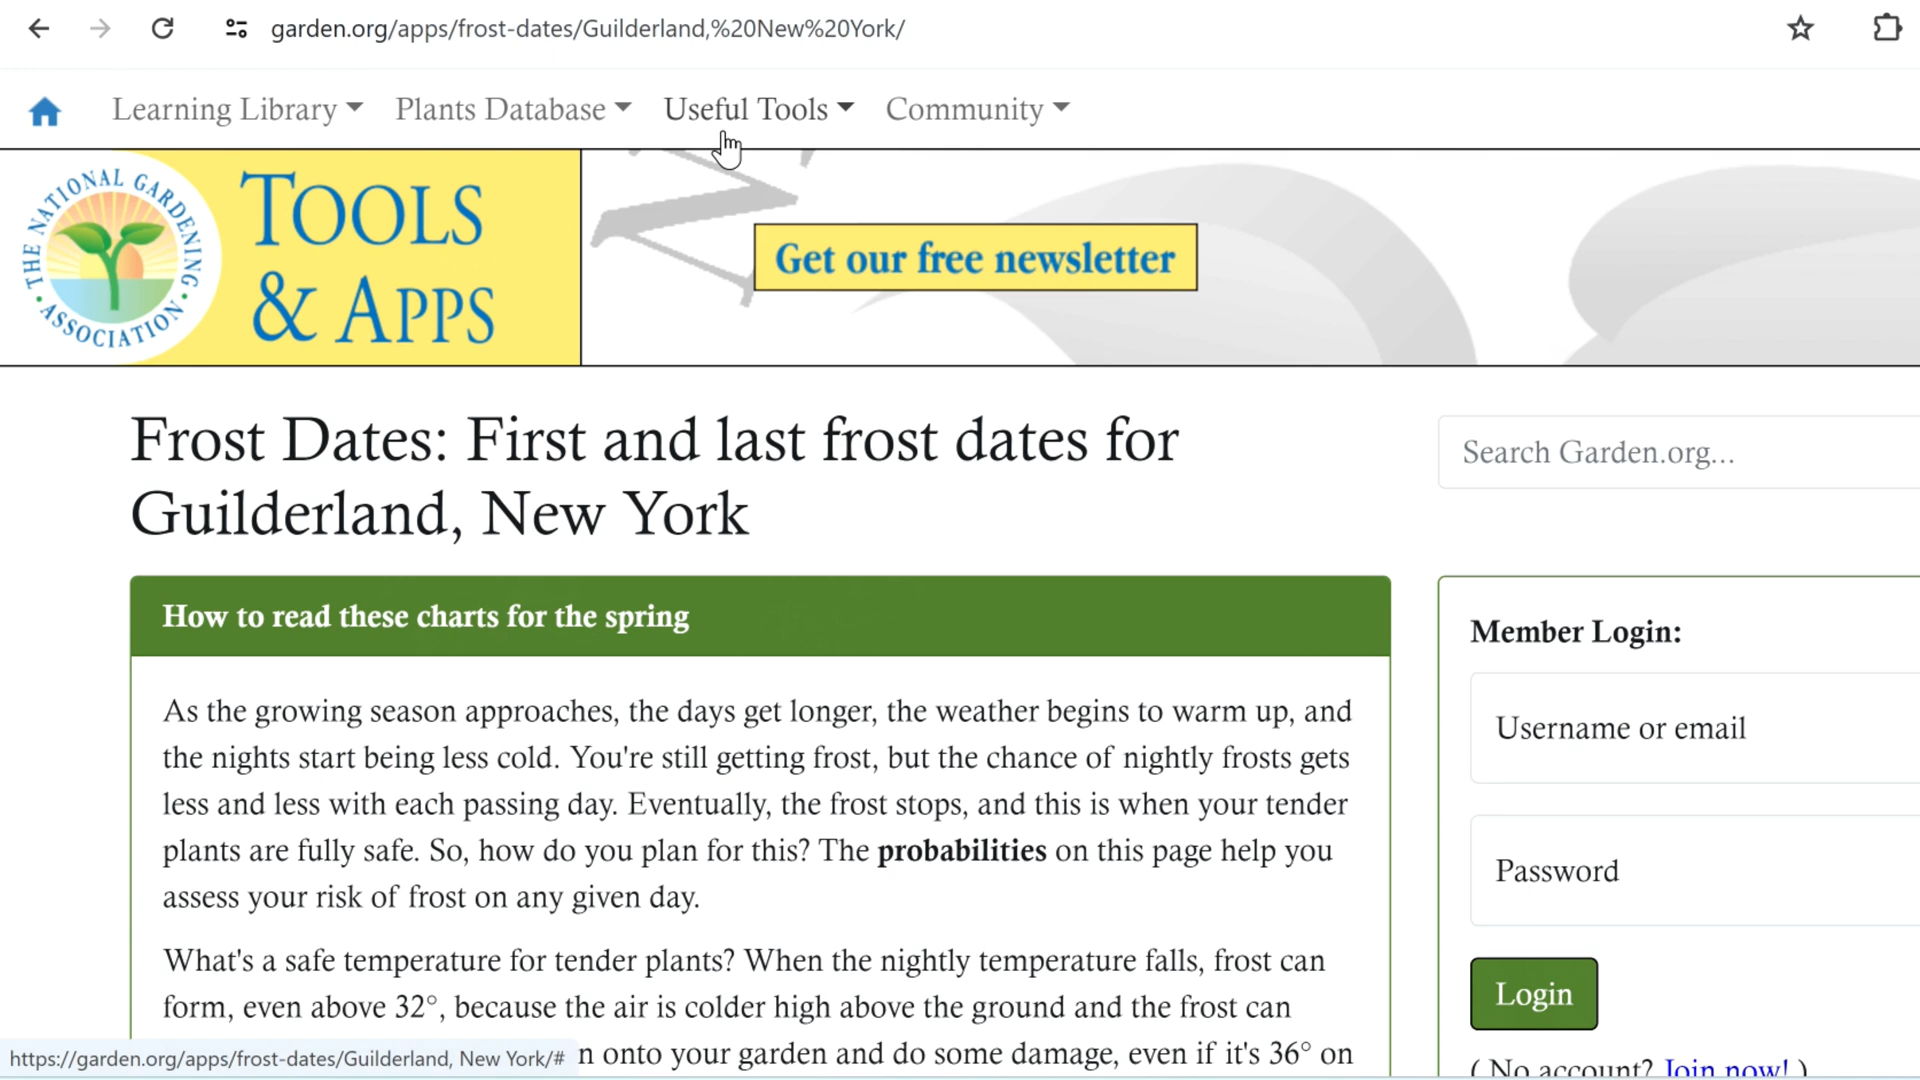 garden.org/apps/frost-dates/Guilderland,%20New%20York/
Learning Library Plants Database Useful Tools Community
THE NATIONAL GARDENING ASSOCIATION
TOOLS
& APPS
Get our free newsletter
Frost Dates: First and last frost dates for
Guilderland, New York
Search Garden.org...
How to read these charts for the spring
As the growing season approaches, the days get longer, the weather begins to warm up, and
the nights start being less cold. You're still getting frost, but the chance of nightly frosts gets
less and less with each passing day. Eventually, the frost stops, and this is when your tender
plants are fully safe. So, how do you plan for this? The probabilities on this page help you
assess your risk of frost on any given day.
What's a safe temperature for tender plants? When the nightly temperature falls, frost can
form, even above 32°, because the air is colder high above the ground and the frost can
n onto your garden and do some damage, even if it's 36° on
Member Login:
Username or email
Password
Login
( No account? Join now! )
https://garden.org/apps/frost-dates/Guilderland, New York/#